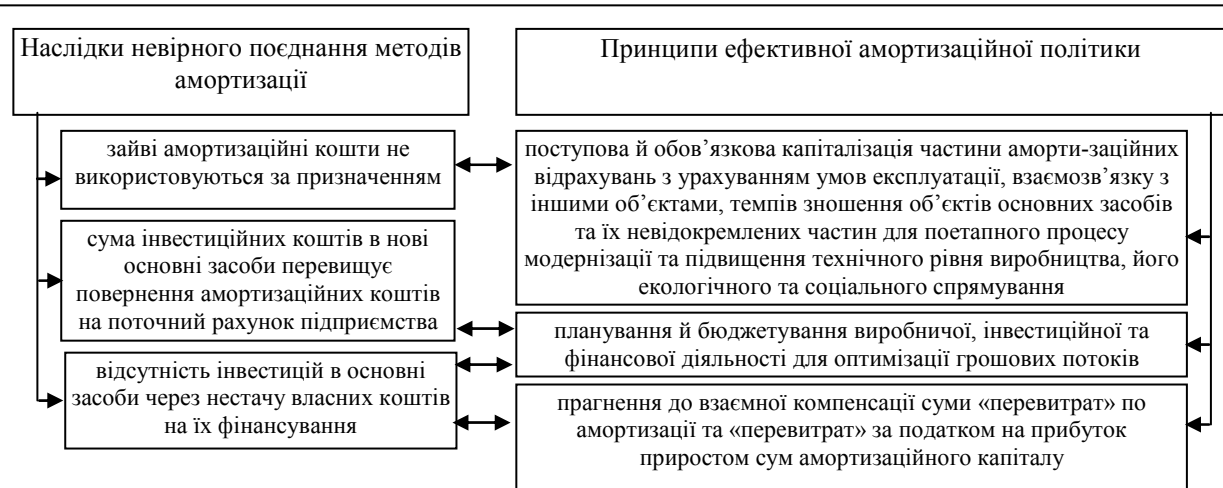 Наслідки невірного поєднання методів
амортизації
Принципи ефективної амортизаційної політики
зайві амортизаційні кошти не
використовуються за призначенням
поступова й обов’язкова капіталізація частини аморти-заційних
відрахувань з урахуванням умов експлуатації, взаємозв’язку з
іншими об’єктами, темпів зношення об’єктів основних засобів
та їх невідокремлених частин для поетапного процесу
модернізації та підвищення технічного рівня виробництва, його
екологічного та соціального спрямування
сума інвестиційних коштів в нові
основні засоби перевищує
повернення амортизаційних коштів
на поточний рахунок підприємства
планування й бюджетування виробничої, інвестиційної та
фінансової діяльності для оптимізації грошових потоків
відсутність інвестицій в основні
засоби через нестачу власних коштів
на їх фінансування
прагнення до взаємної компенсації суми «перевитрат» по
амортизації та «перевитрат» за податком на прибуток
приростом сум амортизаційного капіталу